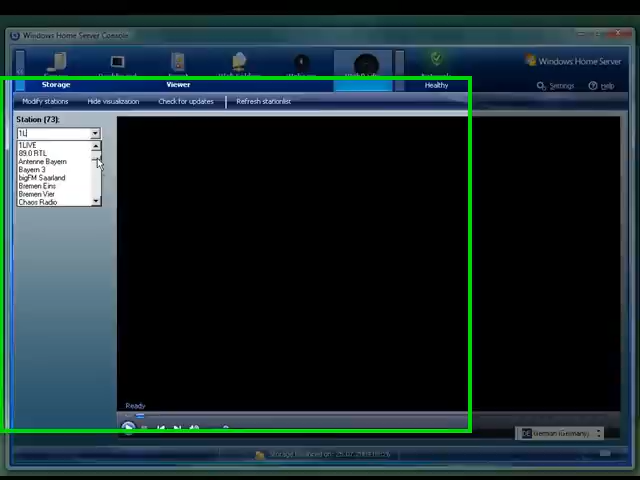 Windows Home Server Console
Windows Home Server
Storage
Viewer
Healthy
Settings
Help
Modify stations
Hide visualization
Check for updates
Refresh stationlist
Station (73):
1L
1LIVE
89.0 RTL
Antenne Bayern
Bayern 3
bigFM Saarland
Bremen Eins
Bremen Vier
Chaos Radio
Ready
DE German (Germany)